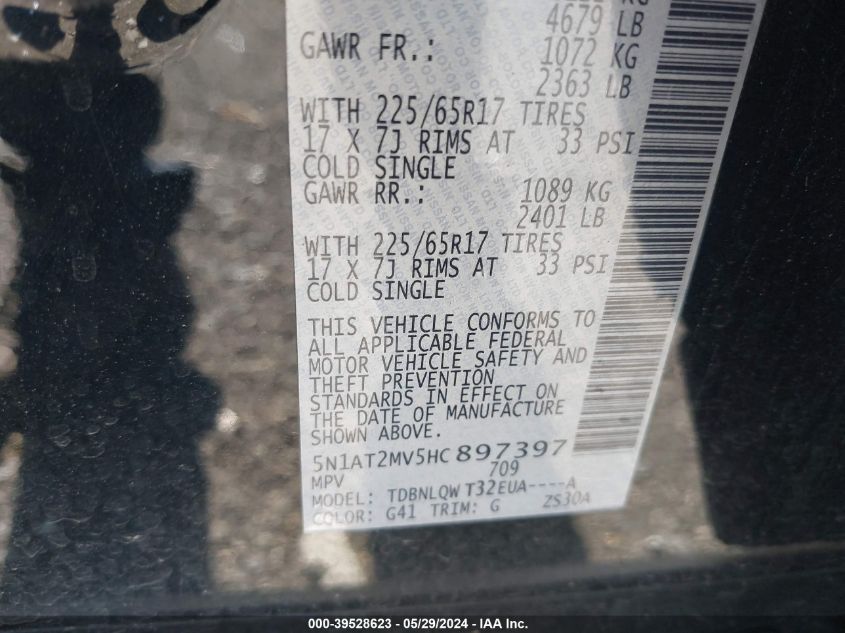 4679 LB
GAWR FR.: 1072 KG
2363 LB
WITH 225/65R17 TIRES
17 X 7J RIMS AT 33 PSI
COLD SINGLE
GAWR RR.: 1089 KG
2401 LB
WITH 225/65R17 TIRES
17 X 7J RIMS AT 33 PSI
COLD SINGLE
THIS VEHICLE CONFORMS TO
ALL APPLICABLE FEDERAL
MOTOR VEHICLE SAFETY AND
THEFT PREVENTION
STANDARDS IN EFFECT ON
THE DATE OF MANUFACTURE
SHOWN ABOVE.
5N1AT2MV5HC897397
MPV 709
MODEL: TDBNLQW T32EUA----A
COLOR: G41 TRIM: G ZS30A
000-39528623 - 05/29/2024 - IAA Inc.